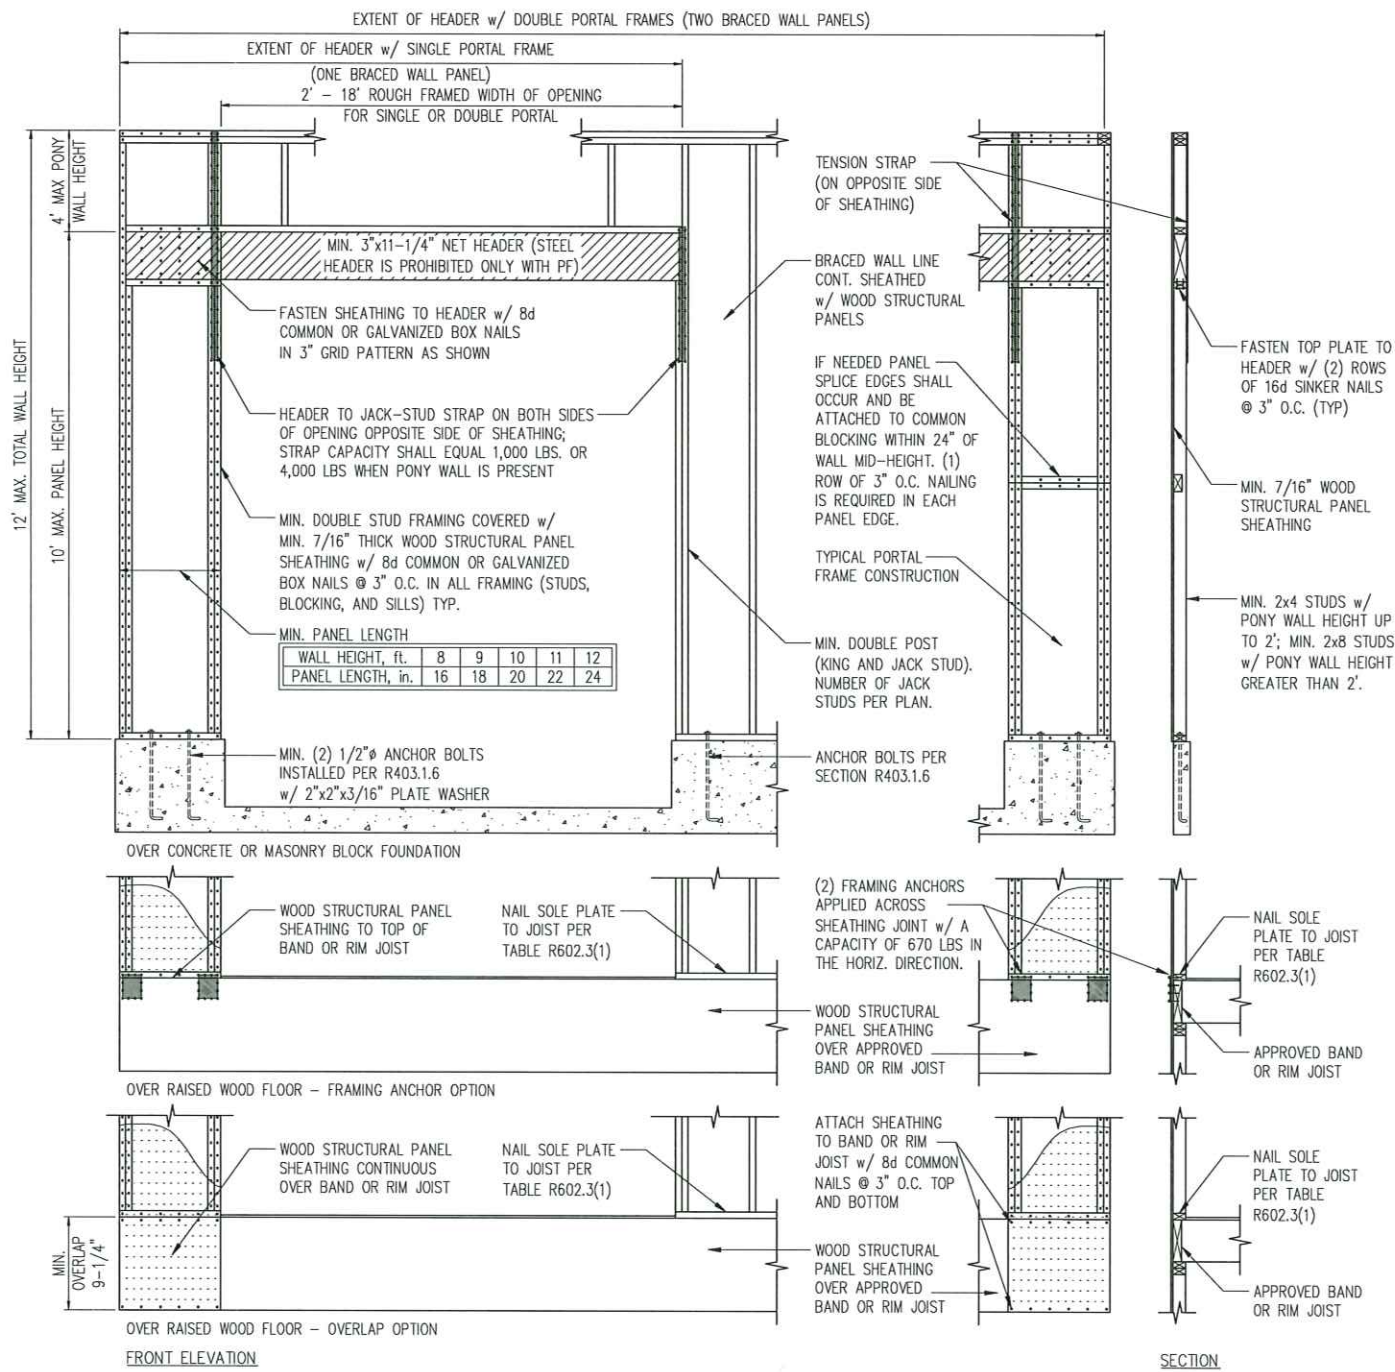 EXTENT OF HEADER w/ DOUBLE PORTAL FRAMES (TWO BRACED WALL PANELS)
EXTENT OF HEADER w/ SINGLE PORTAL FRAME
(ONE BRACED WALL PANEL)
2' - 18' ROUGH FRAMED WIDTH OF OPENING
FOR SINGLE OR DOUBLE PORTAL
12' MAX. TOTAL WALL HEIGHT
4' MAX PONY
WALL HEIGHT
10' MAX. PANEL HEIGHT
MIN. 3"x11-1/4" NET HEADER (STEEL
HEADER IS PROHIBITED ONLY WITH PF)
FASTEN SHEATHING TO HEADER w/ 8d
COMMON OR GALVANIZED BOX NAILS
IN 3" GRID PATTERN AS SHOWN
HEADER TO JACK-STUD STRAP ON BOTH SIDES
OF OPENING OPPOSITE SIDE OF SHEATHING;
STRAP CAPACITY SHALL EQUAL 1,000 LBS. OR
4,000 LBS WHEN PONY WALL IS PRESENT
MIN. DOUBLE STUD FRAMING COVERED w/
MIN. 7/16" THICK WOOD STRUCTURAL PANEL
SHEATHING w/ 8d COMMON OR GALVANIZED
BOX NAILS @ 3" O.C. IN ALL FRAMING (STUDS,
BLOCKING, AND SILLS) TYP.
MIN. PANEL LENGTH
WALL HEIGHT, ft. 8 9 10 11 12
PANEL LENGTH, in. 16 18 20 22 24
MIN. (2) 1/2"ø ANCHOR BOLTS
INSTALLED PER R403.1.6
w/ 2"x2"x3/16" PLATE WASHER
OVER CONCRETE OR MASONRY BLOCK FOUNDATION
TENSION STRAP
(ON OPPOSITE SIDE
OF SHEATHING)
BRACED WALL LINE
CONT. SHEATHED
w/ WOOD STRUCTURAL
PANELS
IF NEEDED PANEL
SPLICE EDGES SHALL
OCCUR AND BE
ATTACHED TO COMMON
BLOCKING WITHIN 24" OF
WALL MID-HEIGHT. (1)
ROW OF 3" O.C. NAILING
IS REQUIRED IN EACH
PANEL EDGE.
TYPICAL PORTAL
FRAME CONSTRUCTION
MIN. DOUBLE POST
(KING AND JACK STUD).
NUMBER OF JACK
STUDS PER PLAN.
ANCHOR BOLTS PER
SECTION R403.1.6
FASTEN TOP PLATE TO
HEADER w/ (2) ROWS
OF 16d SINKER NAILS
@ 3" O.C. (TYP)
MIN. 7/16" WOOD
STRUCTURAL PANEL
SHEATHING
MIN. 2x4 STUDS w/
PONY WALL HEIGHT UP
TO 2'; MIN. 2x8 STUDS
w/ PONY WALL HEIGHT
GREATER THAN 2'.
WOOD STRUCTURAL PANEL
SHEATHING TO TOP OF
BAND OR RIM JOIST
NAIL SOLE PLATE
TO JOIST PER
TABLE R602.3(1)
(2) FRAMING ANCHORS
APPLIED ACROSS
SHEATHING JOINT w/ A
CAPACITY OF 670 LBS IN
THE HORIZ. DIRECTION.
WOOD STRUCTURAL
PANEL SHEATHING
OVER APPROVED
BAND OR RIM JOIST
NAIL SOLE
PLATE TO JOIST
PER TABLE
R602.3(1)
APPROVED BAND
OR RIM JOIST
OVER RAISED WOOD FLOOR - FRAMING ANCHOR OPTION
WOOD STRUCTURAL PANEL
SHEATHING CONTINUOUS
OVER BAND OR RIM JOIST
NAIL SOLE PLATE
TO JOIST PER
TABLE R602.3(1)
ATTACH SHEATHING
TO BAND OR RIM
JOIST w/ 8d COMMON
NAILS @ 3" O.C. TOP
AND BOTTOM
WOOD STRUCTURAL
PANEL SHEATHING
OVER APPROVED
BAND OR RIM JOIST
NAIL SOLE
PLATE TO JOIST
PER TABLE
R602.3(1)
APPROVED BAND
OR RIM JOIST
MIN.
OVERLAP
9-1/4"
OVER RAISED WOOD FLOOR - OVERLAP OPTION
FRONT ELEVATION
SECTION